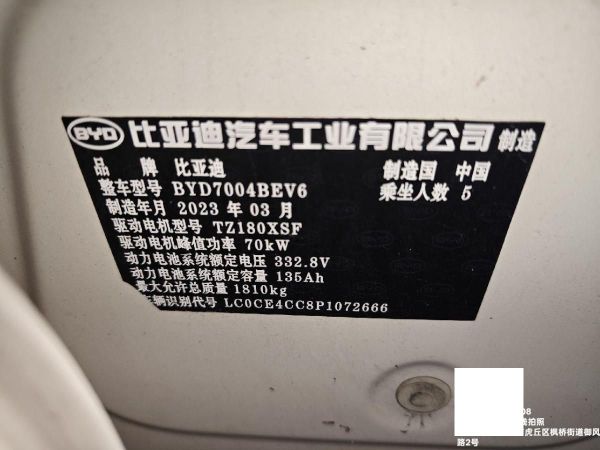 BYD 比亚迪汽车工业有限公司 制造
品 牌 比亚迪 制造国 中国
整车型号 BYD7004BEV6 乘坐人数 5
制造年月 2023 年 03 月
驱动电机型号 TZ180XSF
驱动电机峰值功率 70kW
动力电池系统额定电压 332.8V
动力电池系统额定容量 135Ah
最大允许总质量 1810kg
车辆识别代号 LC0CE4CC8P1072666
08
拍照
虎丘区枫桥街道御风
路2号